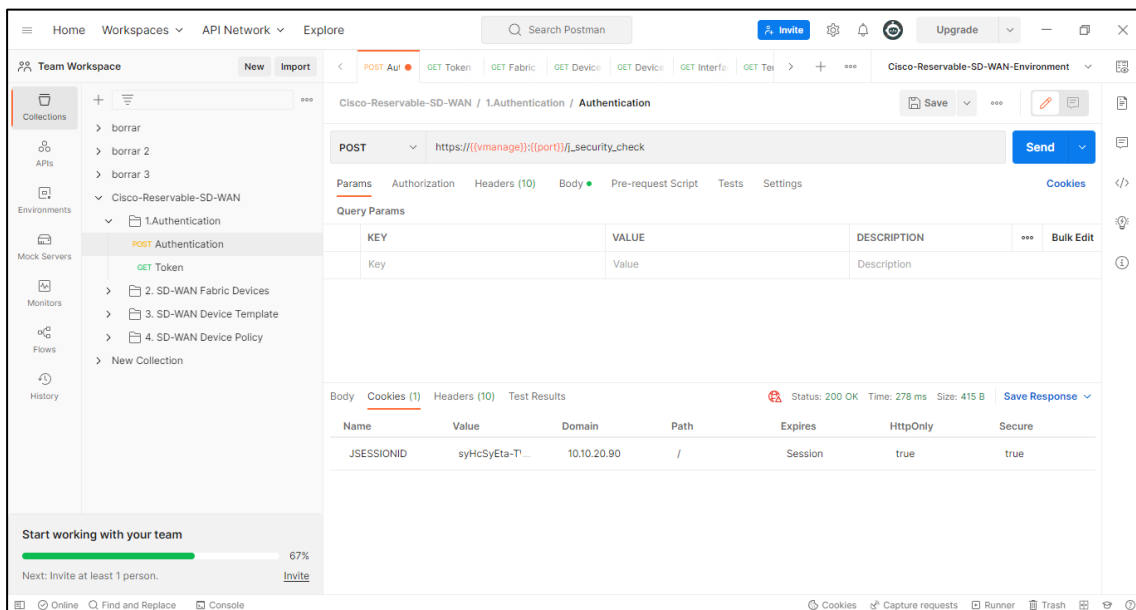 Home Workspaces API Network Explore Search Postman Invite Upgrade
Team Workspace New Import POST Aut GET Token GET Fabric GET Device GET Device GET Interfa GET Te Cisco-Reservable-SD-WAN-Environment
Collections
APIs
Environments
Mock Servers
Monitors
Flows
History
borrar
borrar 2
borrar 3
Cisco-Reservable-SD-WAN
1.Authentication
POST Authentication
GET Token
2. SD-WAN Fabric Devices
3. SD-WAN Device Template
4. SD-WAN Device Policy
New Collection
Start working with your team
67%
Next: Invite at least 1 person. Invite
Cisco-Reservable-SD-WAN / 1.Authentication / Authentication Save
POST https://{{vmanage}}:{{port}}/j_security_check Send
Params Authorization Headers (10) Body Pre-request Script Tests Settings Cookies
Query Params
KEY VALUE DESCRIPTION Bulk Edit
Key Value Description
Body Cookies (1) Headers (10) Test Results Status: 200 OK Time: 278 ms Size: 415 B Save Response
Name Value Domain Path Expires HttpOnly Secure
JSESSIONID syHcSyEta-T... 10.10.20.90 / Session true true
Online Find and Replace Console Cookies Capture requests Runner Trash